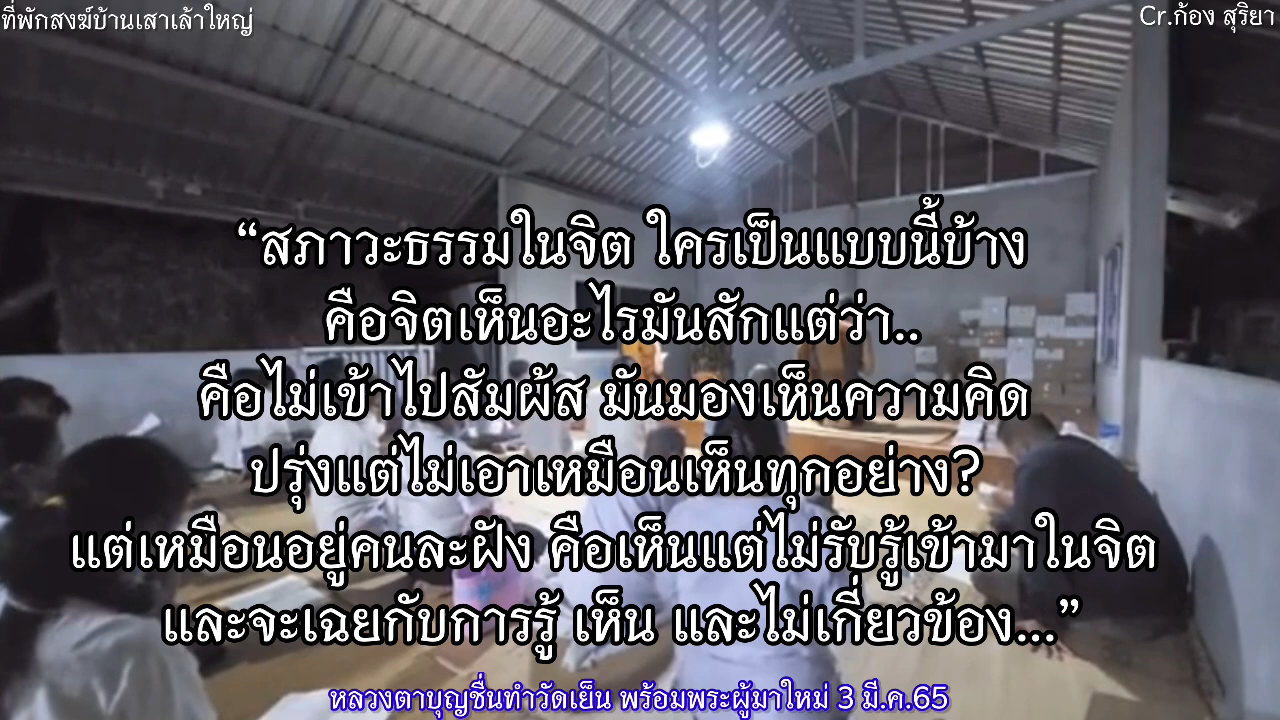 ที่พักสงฆ์บ้านเสาเล้าใหญ่
Cr.ก้อง สุริยา
“สภาวะธรรมในจิต ใครเป็นแบบนี้บ้าง
คือจิตเห็นอะไรมันสักแต่ว่า..
คือไม่เข้าไปสัมผ้ส มันมองเห็นความคิด
ปรุ่งแต่ไม่เอาเหมือนเห็นทุกอย่าง?
แต่เหมือนอยู่คนละฝัง คือเห็นแต่ไม่รับรู้เข้ามาในจิต
และจะเฉยกับการรู้ เห็น และไม่เกี่ยวข้อง...”
หลวงตาบุญชื่นทำวัดเย็น พร้อมพระผู้มาใหม่ 3 มี.ค.65